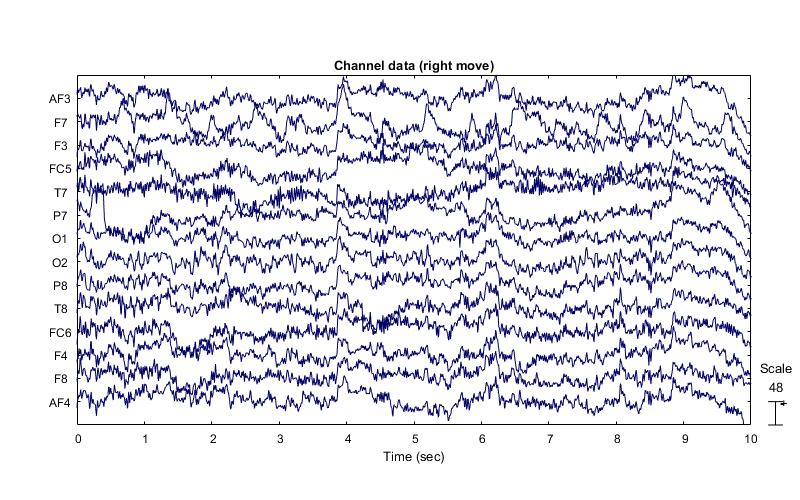 Channel data (right move)
AF3
F7
F3
FC5
T7
P7
O1
O2
P8
T8
FC6
F4
F8
AF4
Scale
48
0 1 2 3 4 5 6 7 8 9 10
Time (sec)